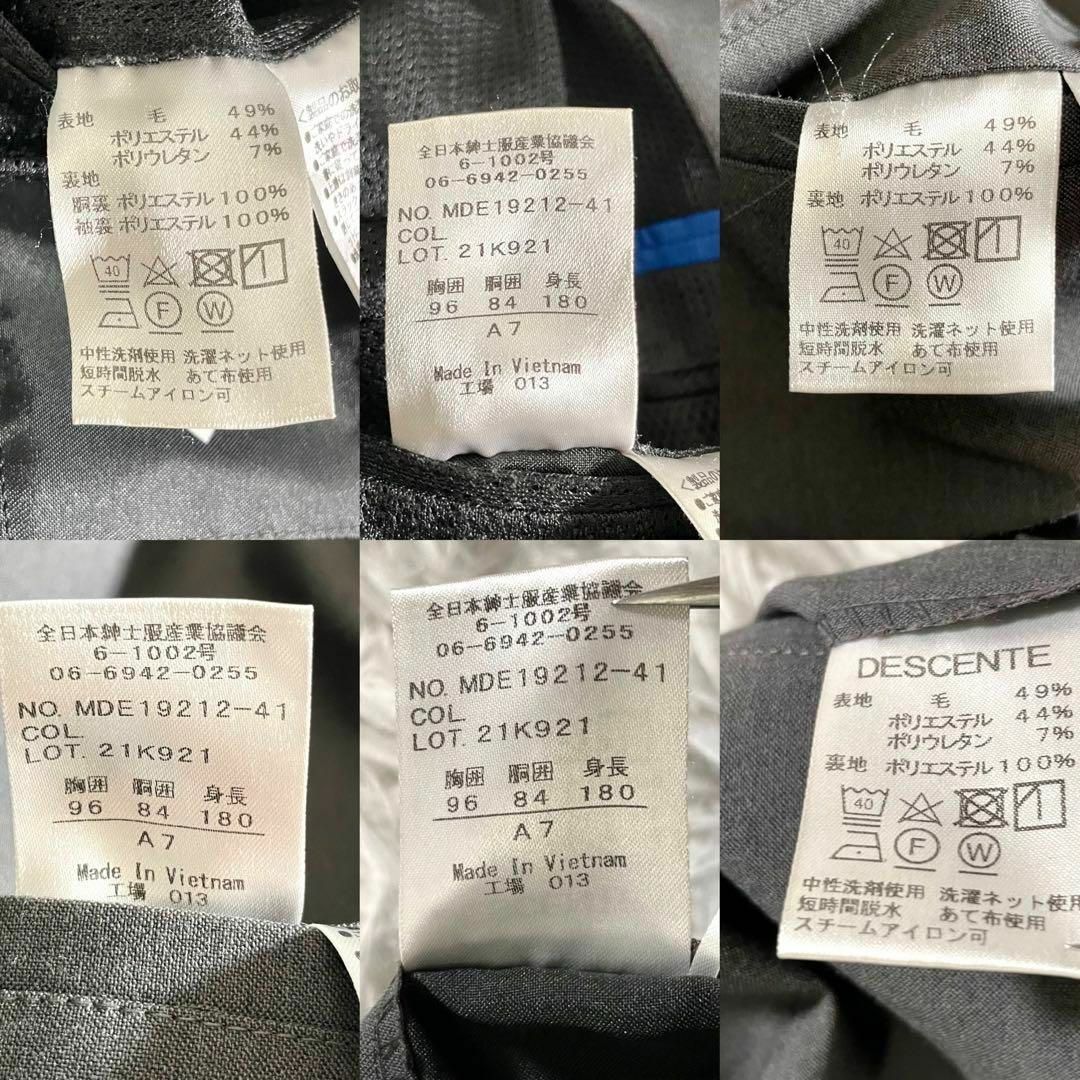 表地 毛 49%
ポリエステル 44%
ポリウレタン 7%
裏地
胴裏 ポリエステル100%
袖裏 ポリエステル100%
40
F W
中性洗剤使用 洗濯ネット使用
短時間脱水 あて布使用
スチームアイロン可
<製品のお取
全日本紳士服産業協議会
6-1002号
06-6942-0255
NO. MDE19212-41
COL.
LOT. 21K921
胸囲 胴囲 身長
96 84 180
A7
Made In Vietnam
工場 013
<製品の
表地 毛 49%
ポリエステル 44%
ポリウレタン 7%
裏地 ポリエステル100%
40
F W
中性洗剤使用 洗濯ネット使用
短時間脱水 あて布使用
スチームアイロン可
全日本紳士服産業協議会
6-1002号
06-6942-0255
NO. MDE19212-41
COL.
LOT. 21K921
胸囲 胴囲 身長
96 84 180
A7
Made In Vietnam
工場 013
全日本紳士服産業協議会
6-1002号
06-6942-0255
NO. MDE19212-41
COL.
LOT. 21K921
胸囲 胴囲 身長
96 84 180
A7
Made In Vietnam
工場 013
DESCENTE
表地 毛 49%
ポリエステル 44%
ポリウレタン 7%
裏地 ポリエステル100%
40
F W
中性洗剤使用 洗濯ネット使用
短時間脱水 あて布使用
スチームアイロン可